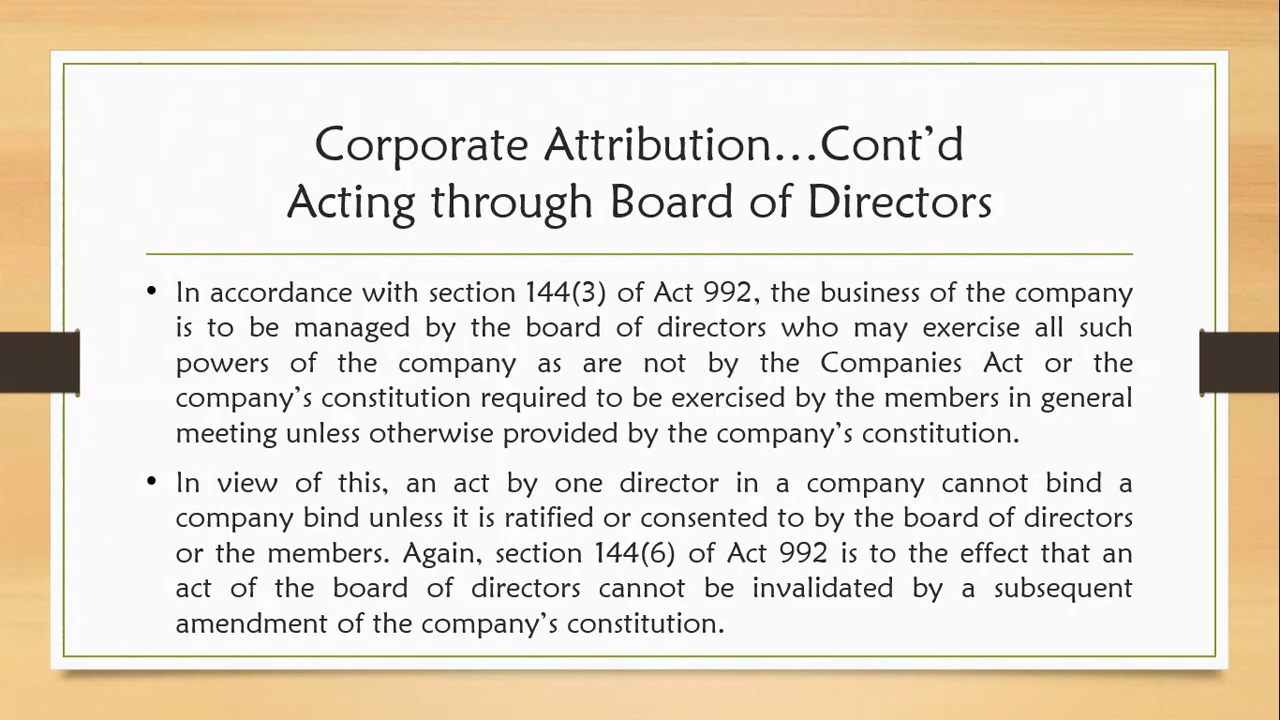 Corporate Attribution...Cont’d
Acting through Board of Directors
• In accordance with section 144(3) of Act 992, the business of the company
is to be managed by the board of directors who may exercise all such
powers of the company as are not by the Companies Act or the
company’s constitution required to be exercised by the members in general
meeting unless otherwise provided by the company’s constitution.
• In view of this, an act by one director in a company cannot bind a
company bind unless it is ratified or consented to by the board of directors
or the members. Again, section 144(6) of Act 992 is to the effect that an
act of the board of directors cannot be invalidated by a subsequent
amendment of the company’s constitution.